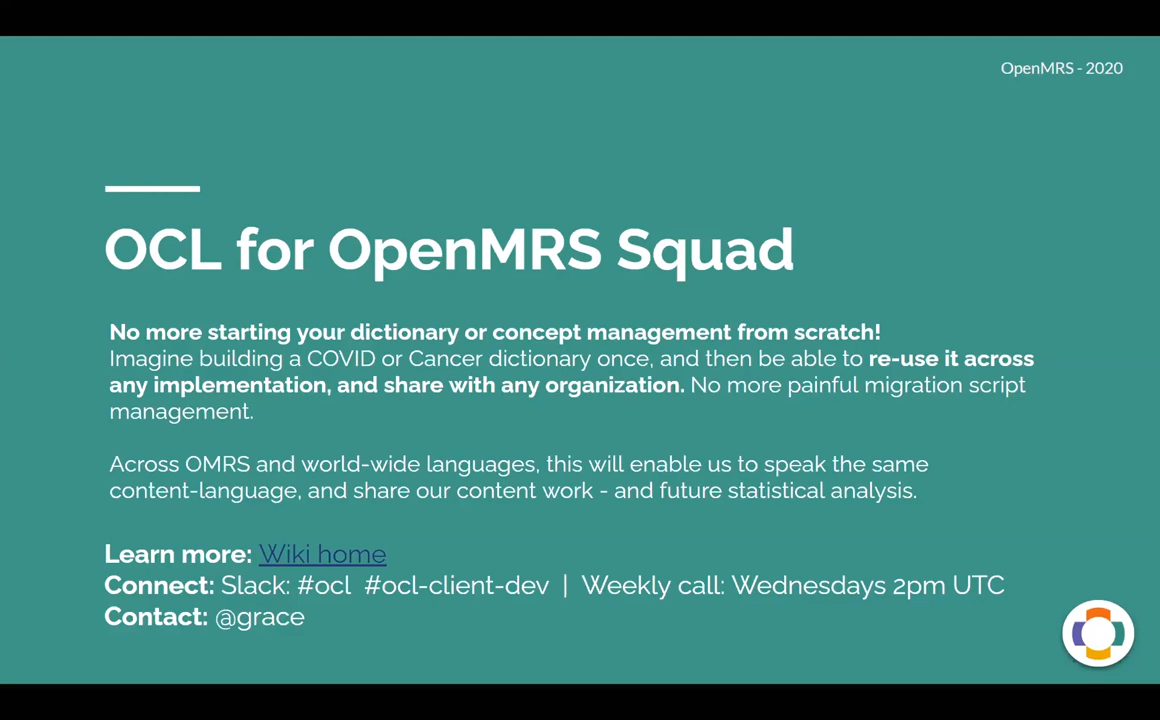 OpenMRS - 2020
OCL for OpenMRS Squad
No more starting your dictionary or concept management from scratch!
Imagine building a COVID or Cancer dictionary once, and then be able to re-use it across
any implementation, and share with any organization. No more painful migration script
management.
Across OMRS and world-wide languages, this will enable us to speak the same
content-language, and share our content work - and future statistical analysis.
Learn more: Wiki home
Connect: Slack: #ocl #ocl-client-dev | Weekly call: Wednesdays 2pm UTC
Contact: @grace